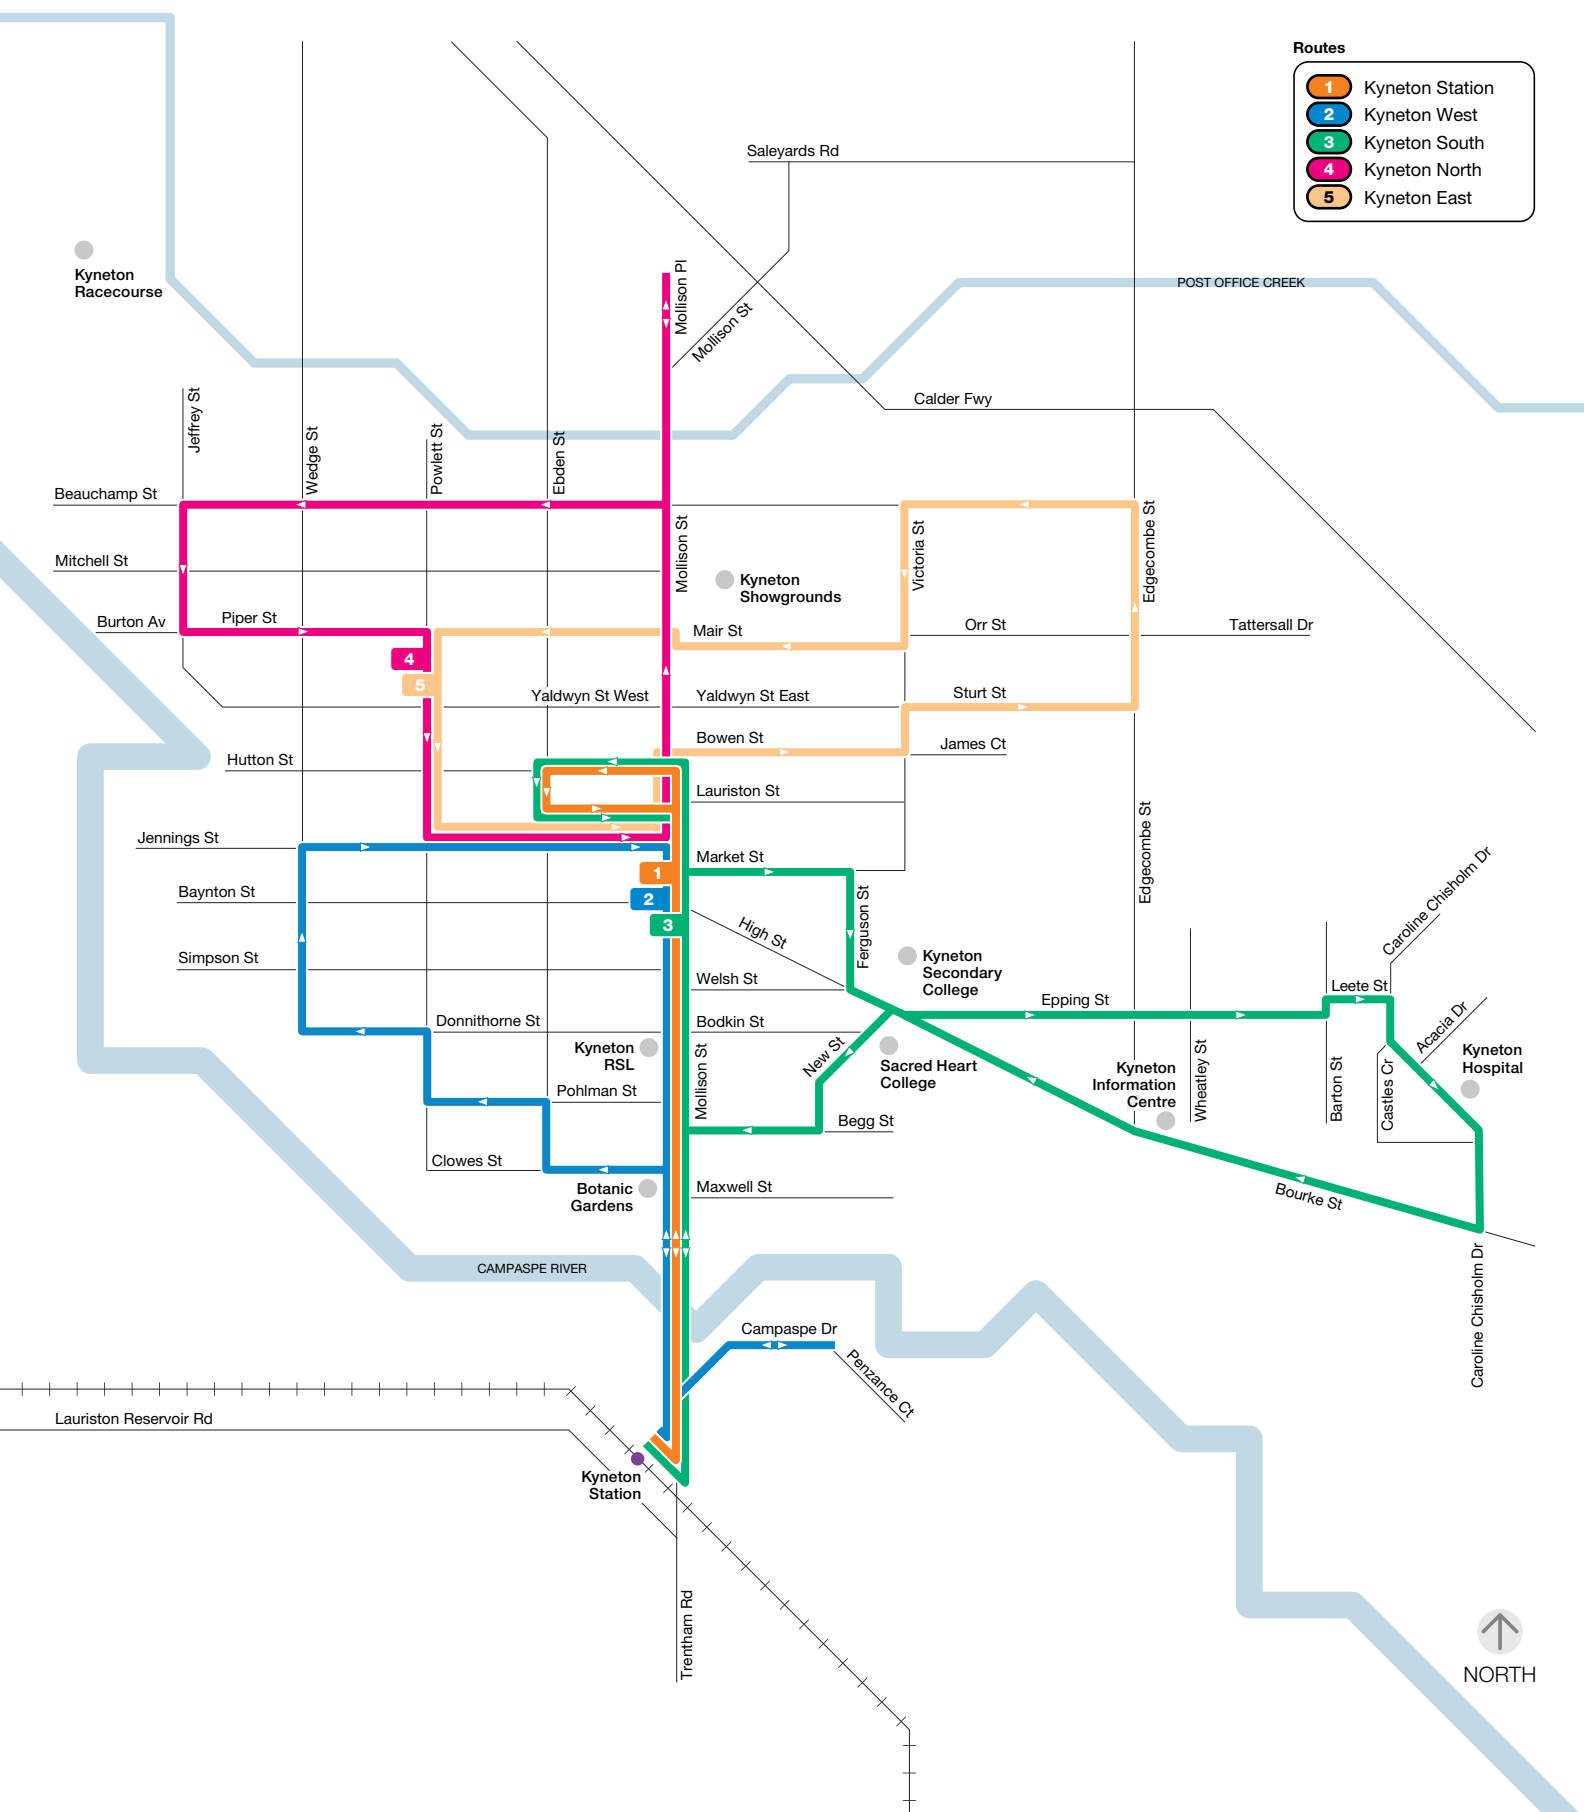 Routes
1 Kyneton Station
2 Kyneton West
3 Kyneton South
4 Kyneton North
5 Kyneton East
Saleyards Rd
Kyneton
Racecourse
Mollison Pl
Mollison St
POST OFFICE CREEK
Calder Fwy
Jeffrey St
Wedge St
Powlett St
Ebden St
Beauchamp St
Mollison St
Victoria St
Edgecombe St
Mitchell St
Kyneton
Showgrounds
Burton Av
Piper St
Mair St
Orr St
Tattersall Dr
4
5
Yaldwyn St West
Yaldwyn St East
Sturt St
Bowen St
James Ct
Hutton St
Lauriston St
Jennings St
Market St
Edgecombe St
1
2
3
Baynton St
High St
Ferguson St
Caroline Chisholm Dr
Simpson St
Welsh St
Kyneton
Secondary
College
Leete St
Epping St
Acacia Dr
Donnithorne St
Bodkin St
Kyneton
RSL
Mollison St
New St
Sacred Heart
College
Kyneton
Information
Centre
Wheatley St
Barton St
Castles Cr
Kyneton
Hospital
Pohlman St
Begg St
Clowes St
Botanic
Gardens
Maxwell St
Bourke St
CAMPASPE RIVER
Caroline Chisholm Dr
Campaspe Dr
Penzance Ct
Lauriston Reservoir Rd
Kyneton
Station
Trentham Rd
NORTH